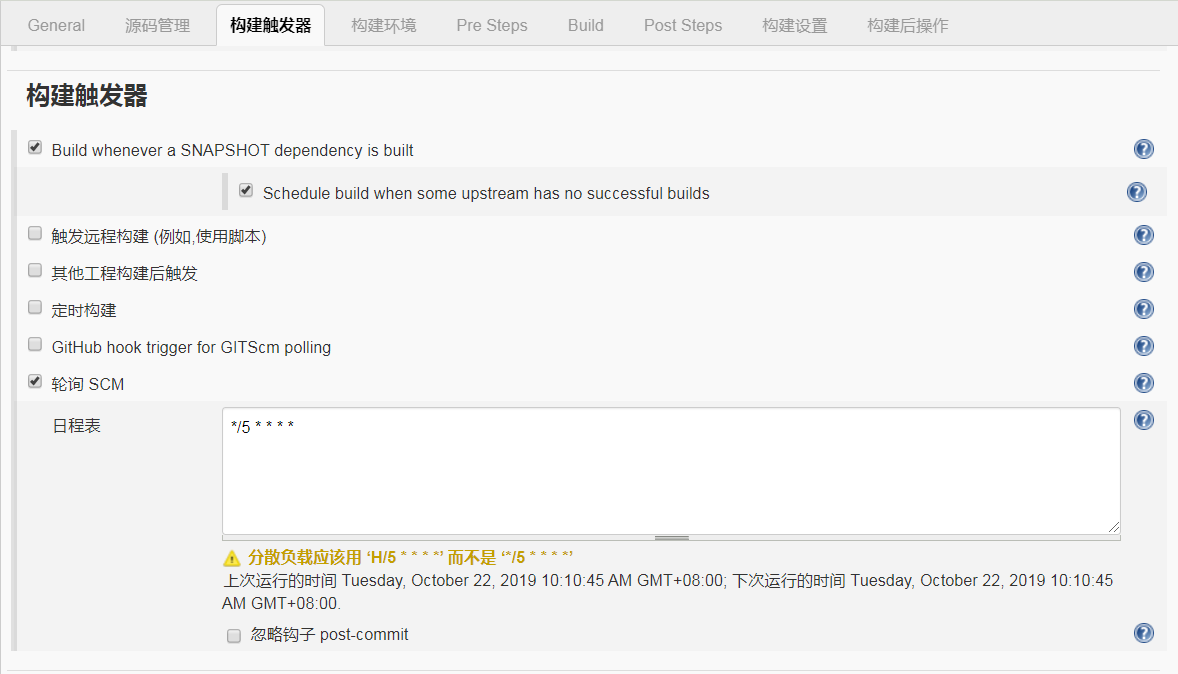 General 源码管理 构建触发器 构建环境 Pre Steps Build Post Steps 构建设置 构建后操作
构建触发器
Build whenever a SNAPSHOT dependency is built
Schedule build when some upstream has no successful builds
触发远程构建 (例如,使用脚本)
其他工程构建后触发
定时构建
GitHub hook trigger for GITScm polling
轮询 SCM
日程表
*/5 * * * *
分散负载应该用 ‘H/5 * * * *’ 而不是 ‘*/5 * * * *’
上次运行的时间 Tuesday, October 22, 2019 10:10:45 AM GMT+08:00; 下次运行的时间 Tuesday, October 22, 2019 10:10:45
AM GMT+08:00.
忽略钩子 post-commit